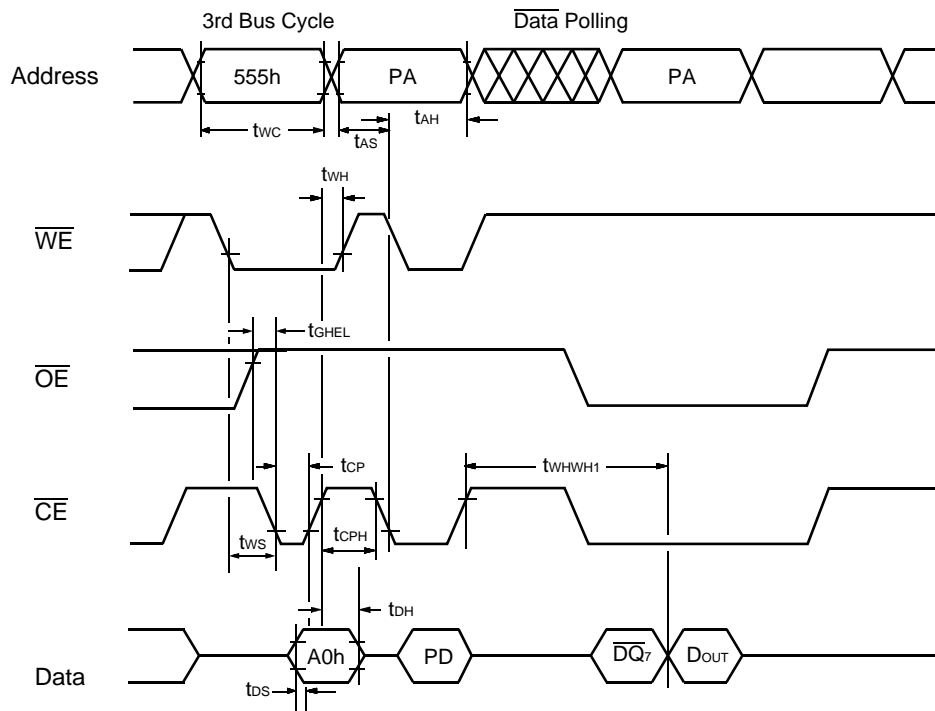 3rd Bus Cycle
Data Polling
Address
555h
PA
PA
tWC
tAS
tAH
tWH
WE
tGHEL
OE
tCP
tWHWH1
CE
tWS
tCPH
tDH
Data
A0h
PD
DQ7
DOUT
tDS